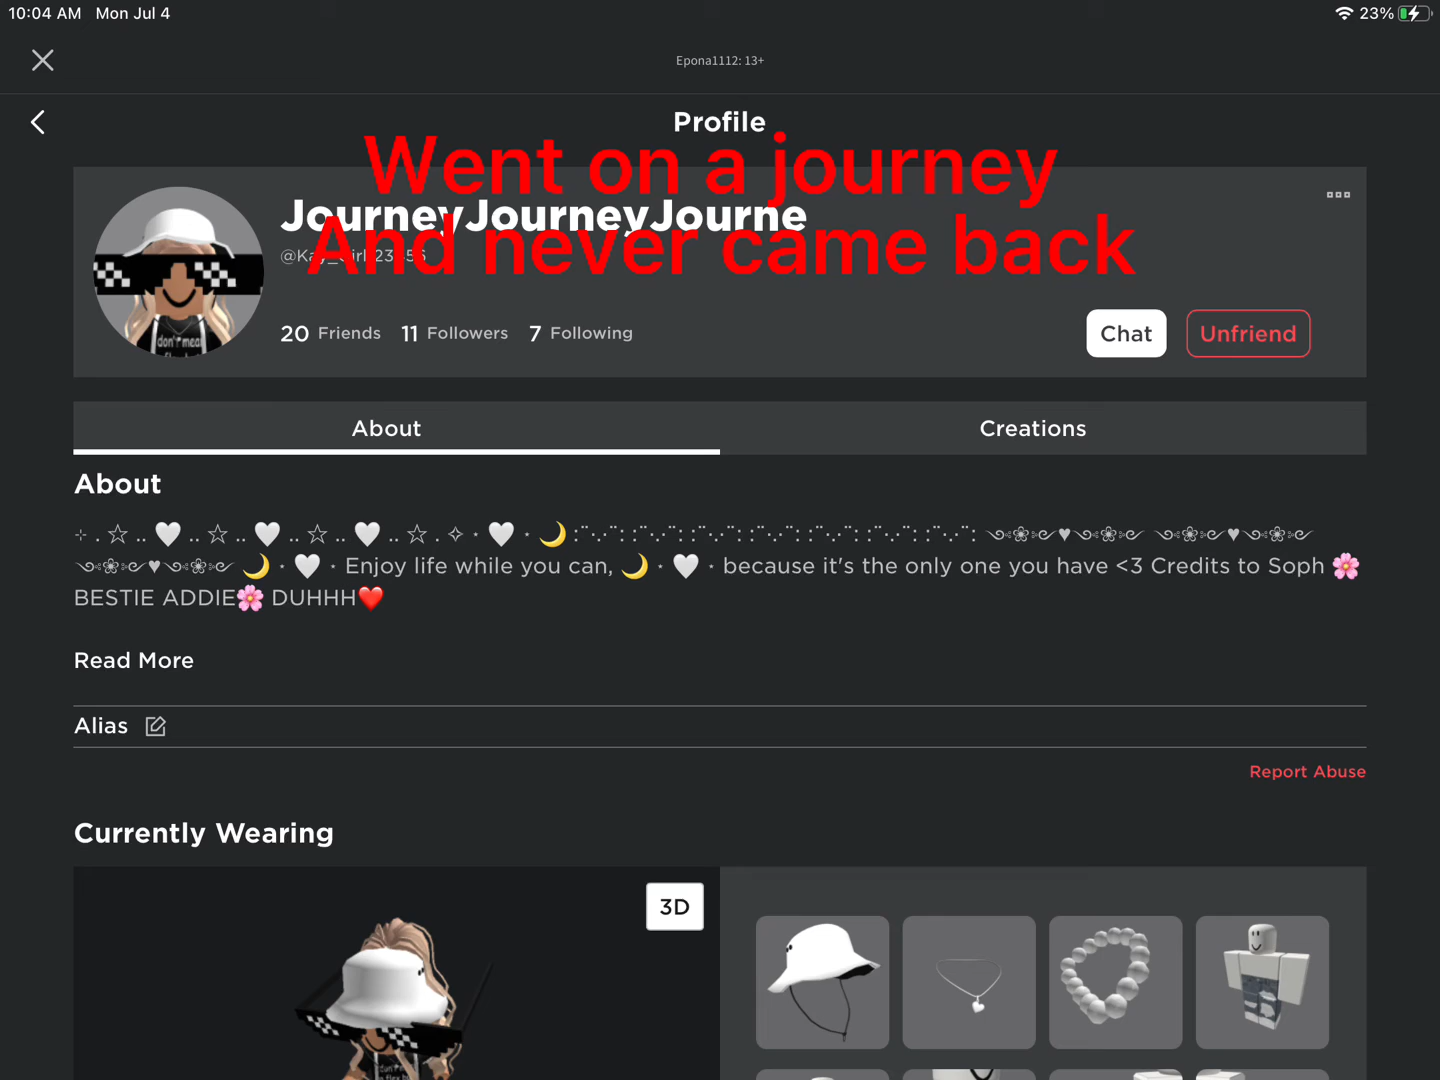 10:04 AM Mon Jul 4
23%
Epona1112: 13+
Profile
Went on a journey
JourneyJourneyJourne
And never came back
20 Friends 11 Followers 7 Following
Chat
Unfriend
About
Creations
About
⊹ . ☆ .. 🤍 .. ☆ .. 🤍 .. ☆ .. 🤍 .. ☆ . ✧ · 🤍 · 🌙 :¨·.·¨: :¨·.·¨: :¨·.·¨: :¨·.·¨: :¨·.·¨: :¨·.·¨: :¨·.·¨: ༺❀༻♥༺❀༻ ༺❀༻♥༺❀༻
༺❀༻♥༺❀༻ 🌙 · 🤍 · Enjoy life while you can, 🌙 · 🤍 · because it's the only one you have <3 Credits to Soph 🌸
BESTIE ADDIE🌸 DUHHH❤️
Read More
Alias
Report Abuse
Currently Wearing
3D
don't mea